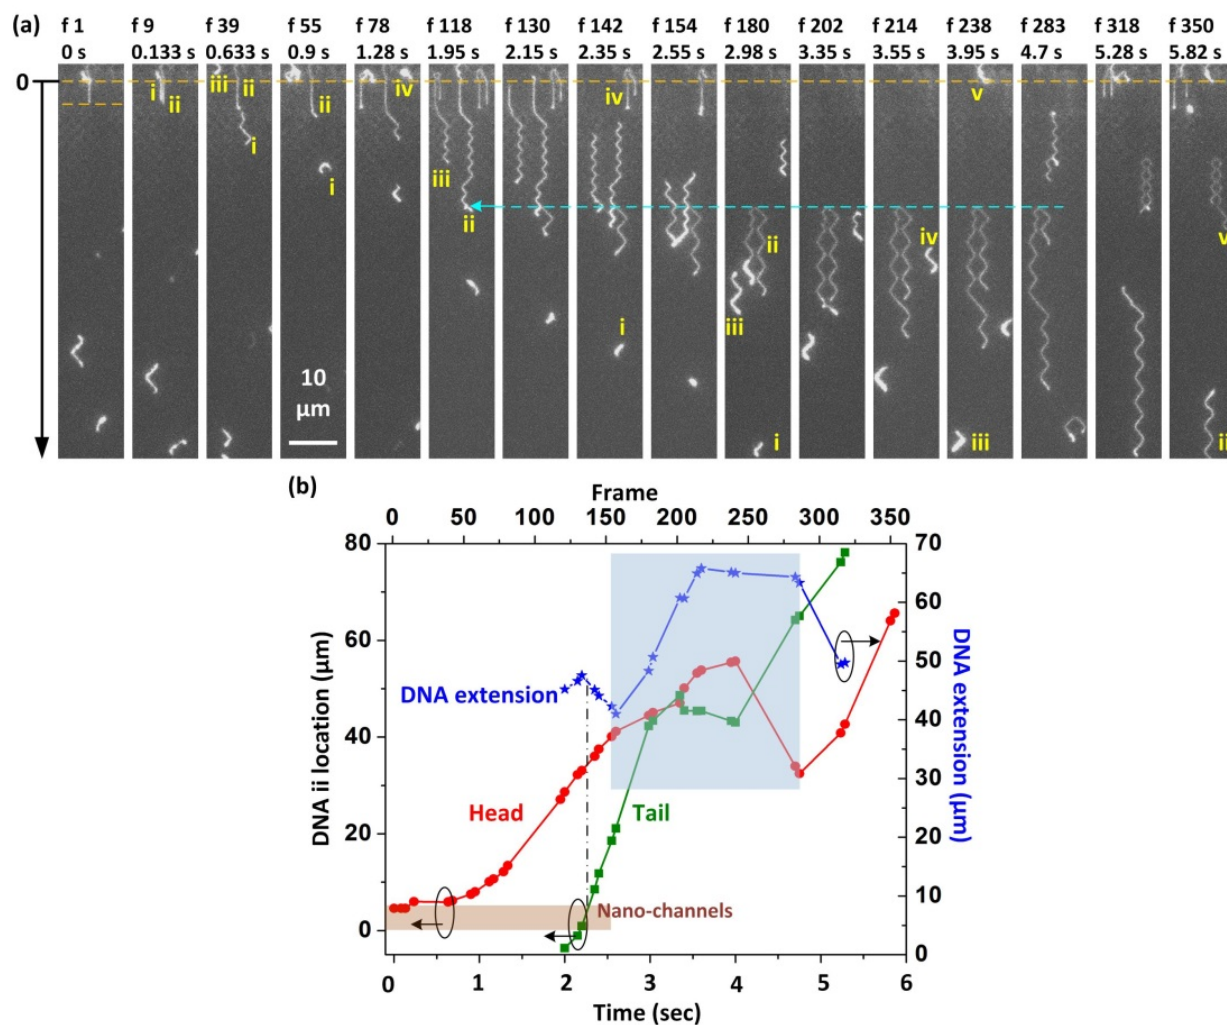 (a) f 1 f 9 f 39 f 55 f 78 f 118 f 130 f 142 f 154 f 180 f 202 f 214 f 238 f 283 f 318 f 350
0 s 0.133 s 0.633 s 0.9 s 1.28 s 1.95 s 2.15 s 2.35 s 2.55 s 2.98 s 3.35 s 3.55 s 3.95 s 4.7 s 5.28 s 5.82 s
0 i ii iii ii ii iv iv v
i i iii ii ii iv v
i iii
10
μm
i iii ii
(b)
Frame
0 50 100 150 200 250 300 350
80 70
60 60
50
DNA extension
40 40
30
Head Tail
20 20
10
Nano-channels
0 0
DNA ii location (μm)
DNA extension (μm)
0 1 2 3 4 5 6
Time (sec)